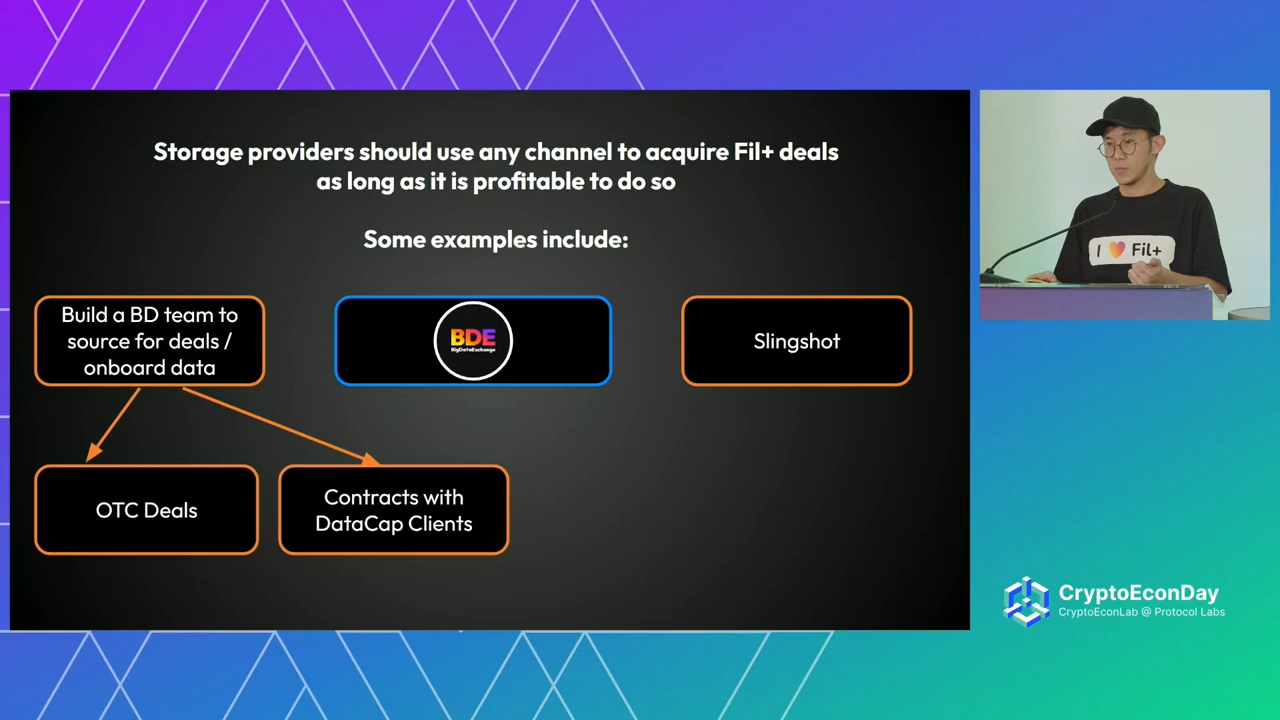 Storage providers should use any channel to acquire Fil+ deals
as long as it is profitable to do so
Some examples include:
Build a BD team to
source for deals /
onboard data
BDE
BigDataExchange
Slingshot
OTC Deals
Contracts with
DataCap Clients
I Fil+
CryptoEconDay
CryptoEconLab @ Protocol Labs